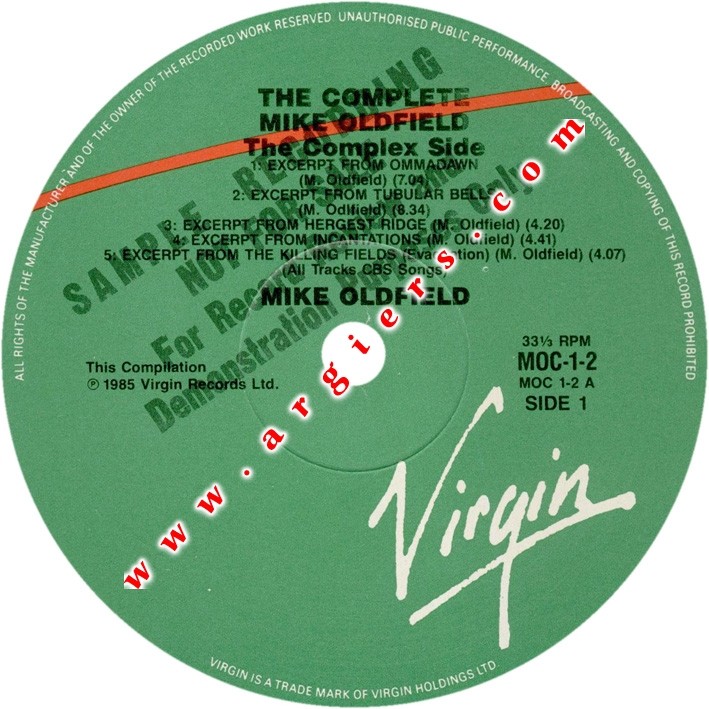 ALL RIGHTS OF THE MANUFACTURER AND OF THE OWNER OF THE RECORDED WORK RESERVED. UNAUTHORISED PUBLIC PERFORMANCE, BROADCASTING AND COPYING OF THIS RECORD PROHIBITED
THE COMPLETE
MIKE OLDFIELD
The Complex Side
1: EXCERPT FROM OMMADAWN
(M. Oldfield) (7.04)
2: EXCERPT FROM TUBULAR BELLS
(M. Odlfield) (8.34)
3: EXCERPT FROM HERGEST RIDGE (M. Oldfield) (4.20)
4: EXCERPT FROM INCANTATIONS (M. Oldfield) (4.41)
5: EXCERPT FROM THE KILLING FIELDS (Evacuation) (M. Oldfield) (4.07)
(All Tracks CBS Songs)
MIKE OLDFIELD
SAMPLE RECORDING
NOT FOR
For Record and
Demonstration Purposes Only
www.argiers.com
This Compilation
℗ 1985 Virgin Records Ltd.
33⅓ RPM
MOC-1-2
MOC 1-2 A
SIDE 1
Virgin
VIRGIN IS A TRADE MARK OF VIRGIN HOLDINGS LTD